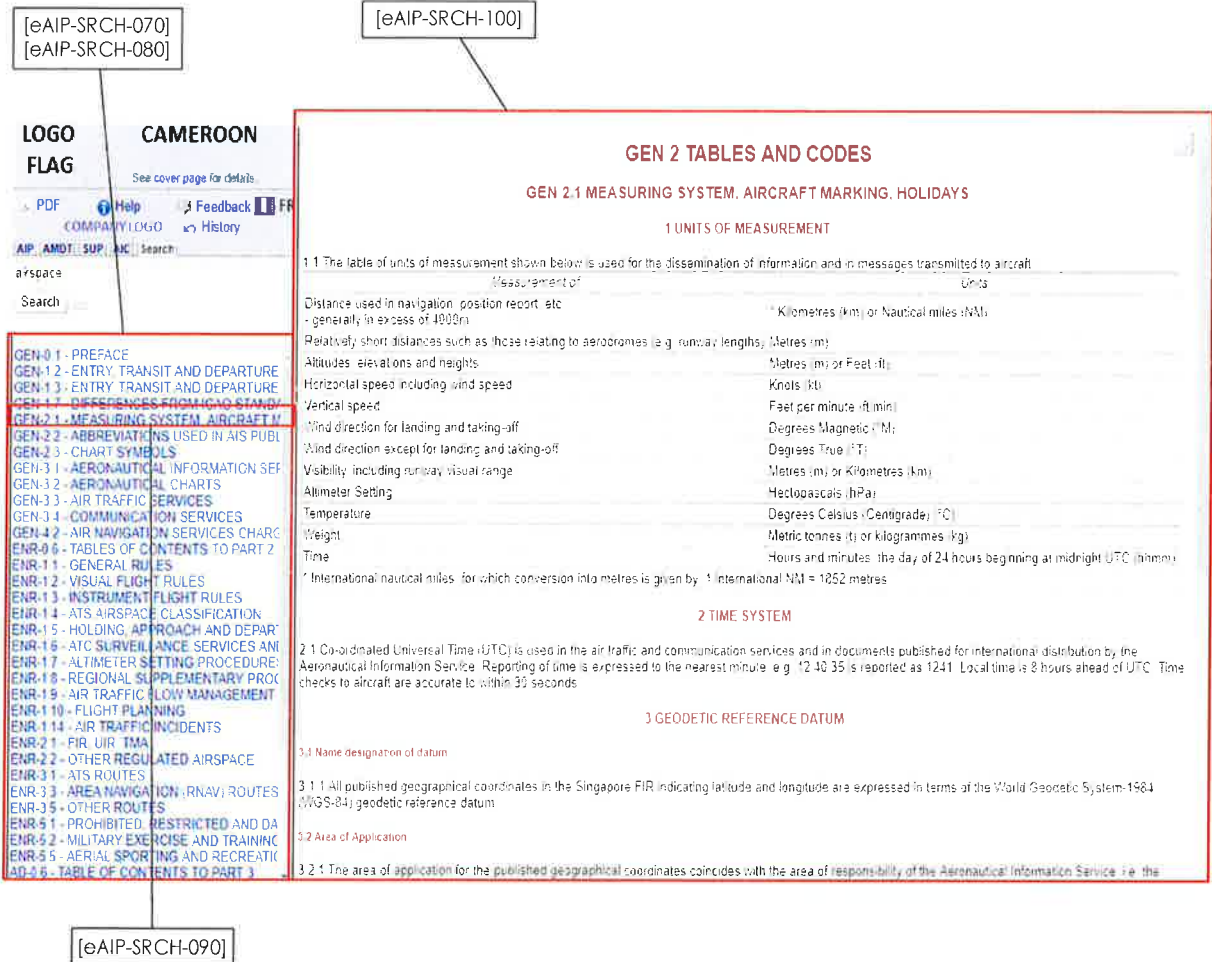 [eAIP-SRCH-070]
[eAIP-SRCH-080]
[eAIP-SRCH-100]
LOGO
FLAG
CAMEROON
See cover page for details.
PDF Help Feedback FR
COMPANY LOGO History
AIP AMDT SUP AIC Search
airspace
Search
GEN-0.1 - PREFACE
GEN-1.2 - ENTRY, TRANSIT AND DEPARTURE
GEN-1.3 - ENTRY, TRANSIT AND DEPARTURE
GEN-1.7 - DIFFERENCES FROM ICAO STANDA
GEN-2.1 - MEASURING SYSTEM, AIRCRAFT M
GEN-2.2 - ABBREVIATIONS USED IN AIS PUBL
GEN-2.3 - CHART SYMBOLS
GEN-3.1 - AERONAUTICAL INFORMATION SER
GEN-3.2 - AERONAUTICAL CHARTS
GEN-3.3 - AIR TRAFFIC SERVICES
GEN-3.4 - COMMUNICATION SERVICES
GEN-4.2 - AIR NAVIGATION SERVICES CHARG
ENR-0.6 - TABLES OF CONTENTS TO PART 2
ENR-1.1 - GENERAL RULES
ENR-1.2 - VISUAL FLIGHT RULES
ENR-1.3 - INSTRUMENT FLIGHT RULES
ENR-1.4 - ATS AIRSPACE CLASSIFICATION
ENR-1.5 - HOLDING, APPROACH AND DEPART
ENR-1.6 - ATC SURVEILLANCE SERVICES AND
ENR-1.7 - ALTIMETER SETTING PROCEDURES
ENR-1.8 - REGIONAL SUPPLEMENTARY PROC
ENR-1.9 - AIR TRAFFIC FLOW MANAGEMENT
ENR-1.10 - FLIGHT PLANNING
ENR-1.14 - AIR TRAFFIC INCIDENTS
ENR-2.1 - FIR, UIR, TMA
ENR-2.2 - OTHER REGULATED AIRSPACE
ENR-3.1 - ATS ROUTES
ENR-3.3 - AREA NAVIGATION (RNAV) ROUTES
ENR-3.5 - OTHER ROUTES
ENR-5.1 - PROHIBITED, RESTRICTED AND DA
ENR-5.2 - MILITARY EXERCISE AND TRAINING
ENR-5.5 - AERIAL SPORTING AND RECREATIO
AD-0.6 - TABLE OF CONTENTS TO PART 3
GEN 2 TABLES AND CODES
GEN 2.1 MEASURING SYSTEM, AIRCRAFT MARKING, HOLIDAYS
1 UNITS OF MEASUREMENT
1.1 The table of units of measurement shown below is used for the dissemination of information and in messages transmitted to aircraft.
Measurement of Units
Distance used in navigation, position report, etc
- generally in excess of 4000m * Kilometres (km) or Nautical miles (NM)
Relatively short distances such as those relating to aerodromes (e.g. runway lengths) Metres (m)
Altitudes, elevations and heights Metres (m) or Feet (ft)
Horizontal speed including wind speed Knots (kt)
Vertical speed Feet per minute (ft/min)
Wind direction for landing and taking-off Degrees Magnetic (°M)
Wind direction except for landing and taking-off Degrees True (°T)
Visibility, including runway visual range Metres (m) or Kilometres (km)
Altimeter Setting Hectopascals (hPa)
Temperature Degrees Celsius (Centigrade) (°C)
Weight Metric tonnes (t) or kilogrammes (kg)
Time Hours and minutes, the day of 24 hours beginning at midnight UTC (hhmm)
* International nautical miles, for which conversion into metres is given by: 1 International NM = 1852 metres
2 TIME SYSTEM
2.1 Co-ordinated Universal Time (UTC) is used in the air traffic and communication services and in documents published for international distribution by the
Aeronautical Information Service. Reporting of time is expressed to the nearest minute, e.g. 12:40:35 is reported as 1241. Local time is 8 hours ahead of UTC. Time
checks to aircraft are accurate to within 30 seconds.
3 GEODETIC REFERENCE DATUM
3.1 Name designation of datum
3.1.1 All published geographical coordinates in the Singapore FIR indicating latitude and longitude are expressed in terms of the World Geodetic System-1984
(WGS-84) geodetic reference datum.
3.2 Area of Application
3.2.1 The area of application for the published geographical coordinates coincides with the area of responsibility of the Aeronautical Information Service, i.e. the
[eAIP-SRCH-090]